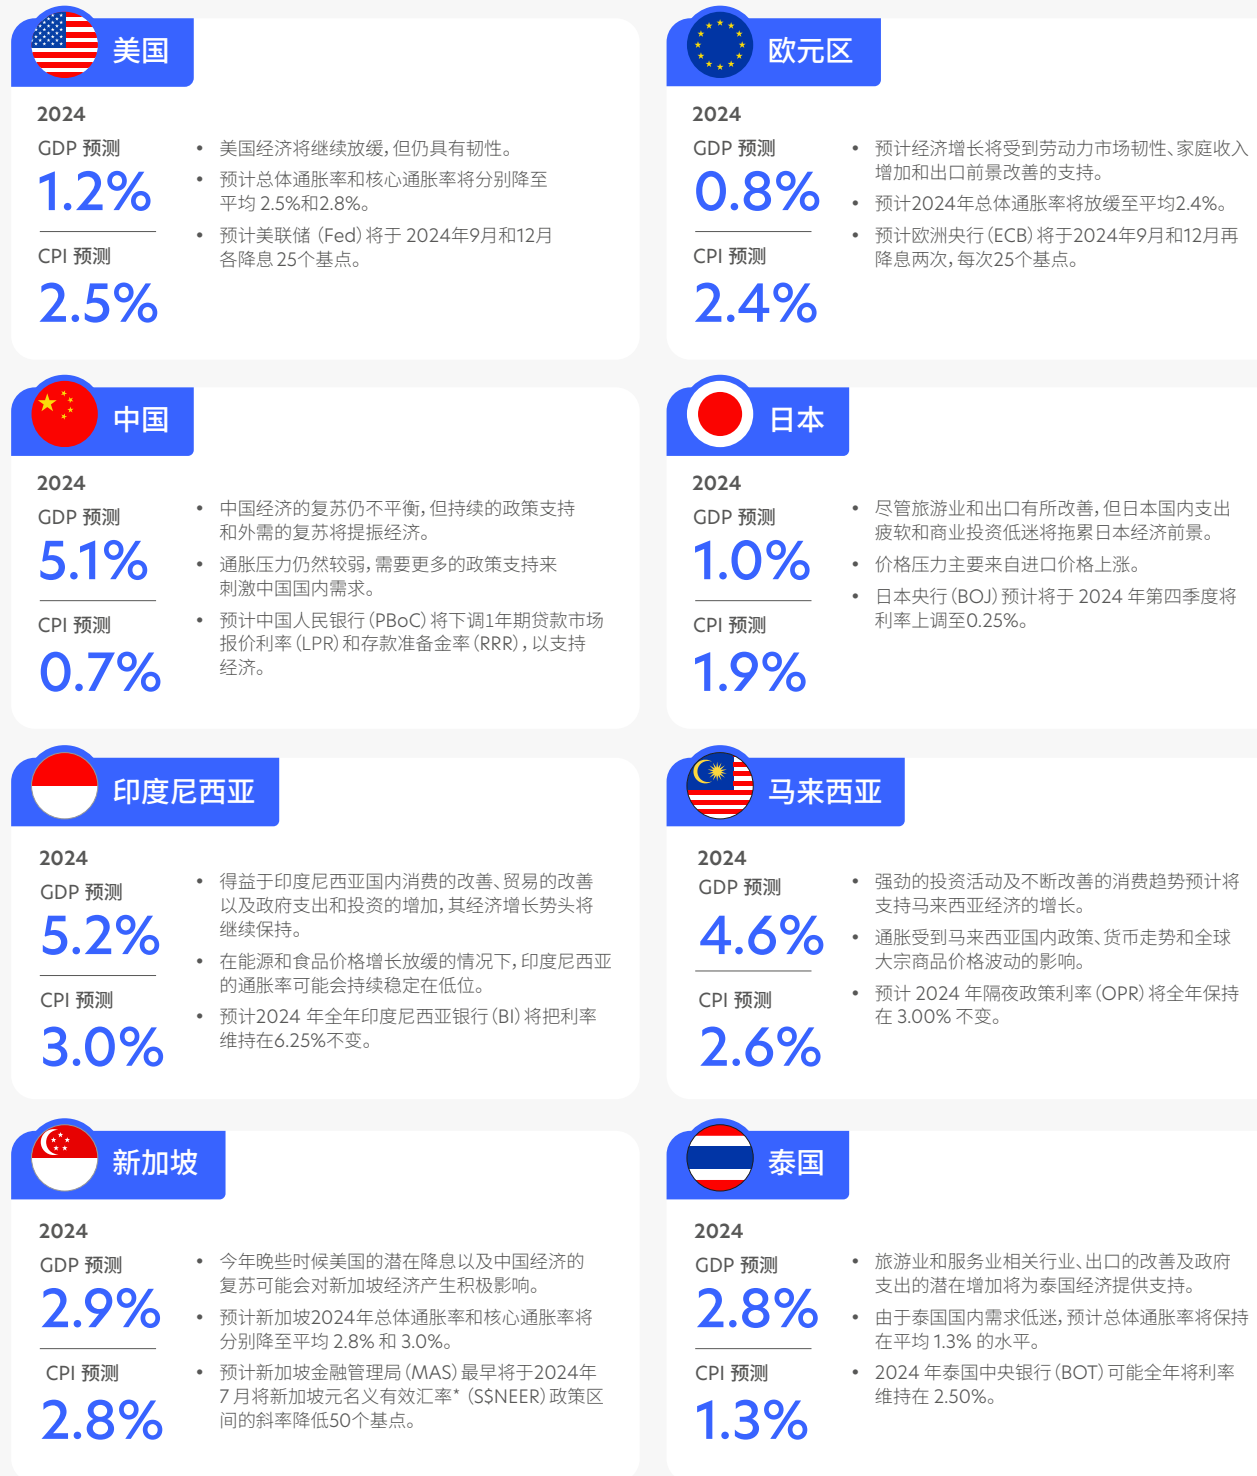 美国
2024
GDP 预测
1.2%
CPI 预测
2.5%
• 美国经济将继续放缓，但仍具有韧性。
• 预计总体通胀率和核心通胀率将分别降至
平均 2.5%和2.8%。
• 预计美联储（Fed）将于 2024年9月和12月
各降息25个基点。
欧元区
2024
GDP 预测
0.8%
CPI 预测
2.4%
• 预计经济增长将受到劳动力市场韧性、家庭收入
增加和出口前景改善的支持。
• 预计2024年总体通胀率将放缓至平均2.4%。
• 预计欧洲央行（ECB）将于2024年9月和12月再
降息两次，每次25个基点。
中国
2024
GDP 预测
5.1%
CPI 预测
0.7%
• 中国经济的复苏仍不平衡，但持续的政策支持
和外需的复苏将提振经济。
• 通胀压力仍然较弱，需要更多的政策支持来
刺激中国国内需求。
• 预计中国人民银行（PBoC）将下调1年期贷款市场
报价利率（LPR）和存款准备金率（RRR），以支持
经济。
日本
2024
GDP 预测
1.0%
CPI 预测
1.9%
• 尽管旅游业和出口有所改善，但日本国内支出
疲软和商业投资低迷将拖累日本经济前景。
• 价格压力主要来自进口价格上涨。
• 日本央行（BOJ）预计将于 2024 年第四季度将
利率上调至0.25%。
印度尼西亚
2024
GDP 预测
5.2%
CPI 预测
3.0%
• 得益于印度尼西亚国内消费的改善、贸易的改善
以及政府支出和投资的增加，其经济增长势头将
继续保持。
• 在能源和食品价格增长放缓的情况下，印度尼西亚
的通胀率可能会持续稳定在低位。
• 预计2024 年全年印度尼西亚银行（BI）将把利率
维持在6.25%不变。
马来西亚
2024
GDP 预测
4.6%
CPI 预测
2.6%
• 强劲的投资活动及不断改善的消费趋势预计将
支持马来西亚经济的增长。
• 通胀受到马来西亚国内政策、货币走势和全球
大宗商品价格波动的影响。
• 预计 2024 年隔夜政策利率（OPR）将全年保持
在 3.00% 不变。
新加坡
2024
GDP 预测
2.9%
CPI 预测
2.8%
• 今年晚些时候美国的潜在降息以及中国经济的
复苏可能会对新加坡经济产生积极影响。
• 预计新加坡2024年总体通胀率和核心通胀率将
分别降至平均 2.8% 和 3.0%。
• 预计新加坡金融管理局（MAS）最早将于2024年
7 月将新加坡元名义有效汇率*（S$NEER）政策区
间的斜率降低50个基点。
泰国
2024
GDP 预测
2.8%
CPI 预测
1.3%
• 旅游业和服务业相关行业、出口的改善及政府
支出的潜在增加将为泰国经济提供支持。
• 由于泰国国内需求低迷，预计总体通胀率将保持
在平均 1.3% 的水平。
• 2024 年泰国中央银行（BOT）可能全年将利率
维持在 2.50%。